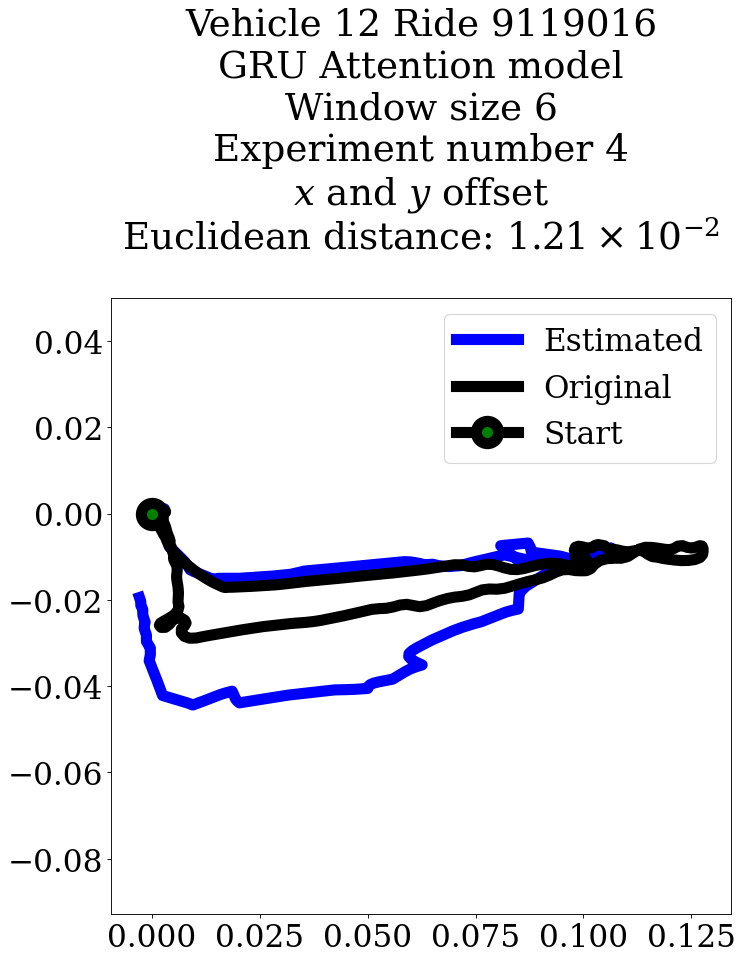 Vehicle 12 Ride 9119016
GRU Attention model
Window size 6
Experiment number 4
x and y offset
Euclidean distance: 1.21 × 10⁻²
Estimated
Original
Start
0.04
0.02
0.00
−0.02
−0.04
−0.06
−0.08
0.000 0.025 0.050 0.075 0.100 0.125